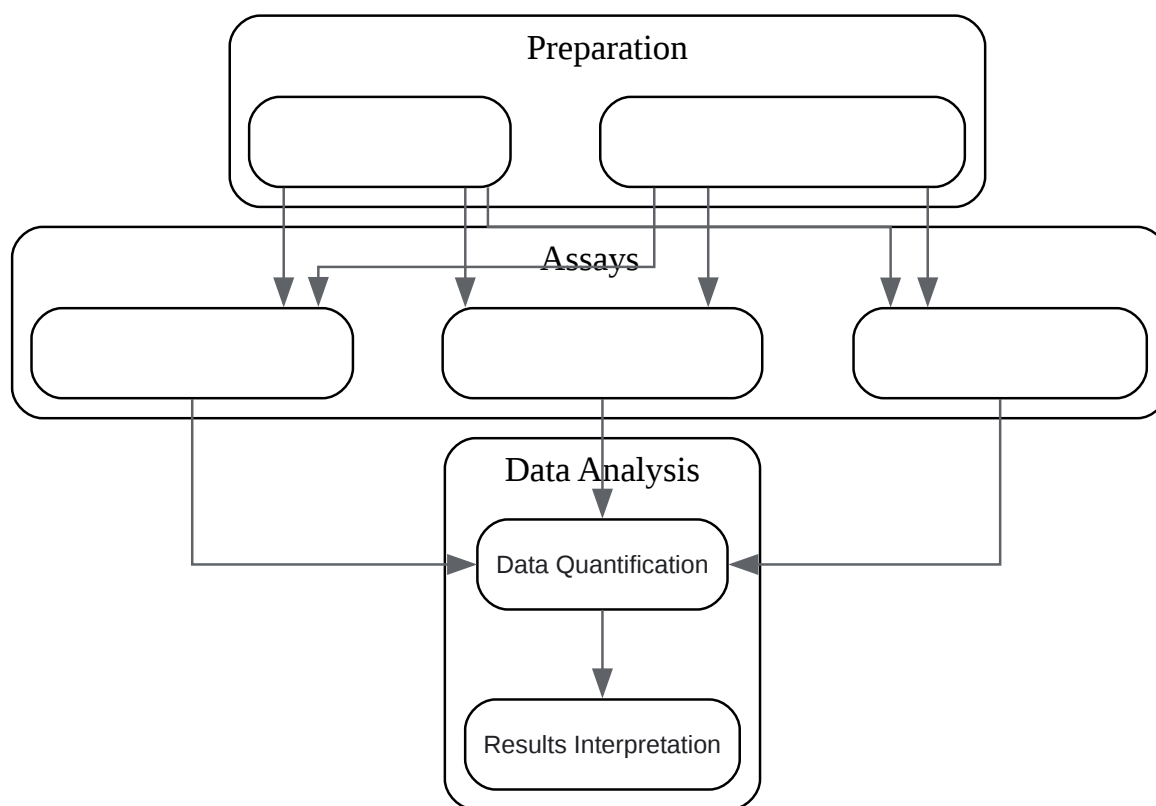 Preparation
Assays
Data Analysis
Data Quantification
Results Interpretation